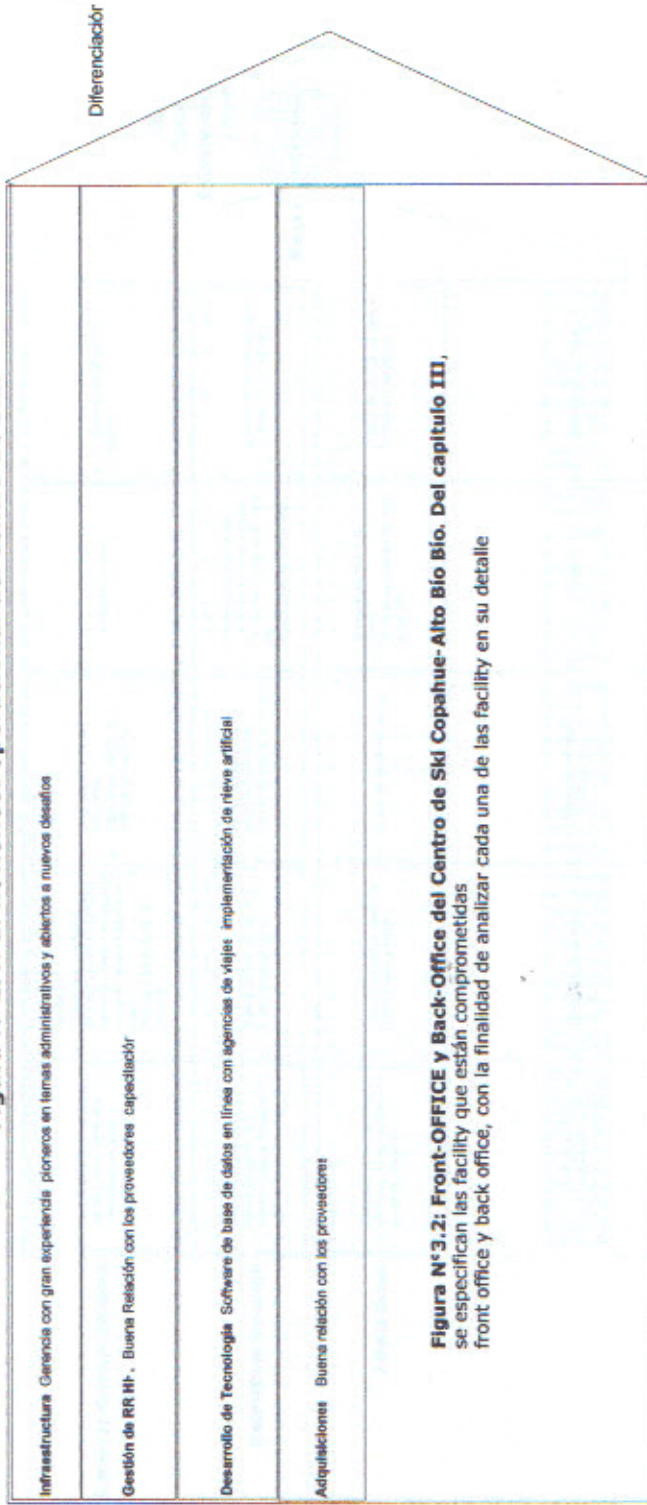 Diferenciación
Infraestructura Gerencia con gran experiencia pioneros en temas administrativos y abiertos a nuevos desafios
Gestión de RR HH. Buena Relación con los proveedores capacitación
Desarrollo de Tecnologia Software de base de datos en línea con agencias de viajes implementación de nieve artificial
Adquisiciones Buena relación con los proveedores
Figura N°3.2: Front-OFFICE y Back-Office del Centro de Ski Copahue-Alto Bío Bío. Del capitulo III,
se especifican las facility que están comprometidas
front office y back office, con la finalidad de analizar cada una de las facility en su detalle